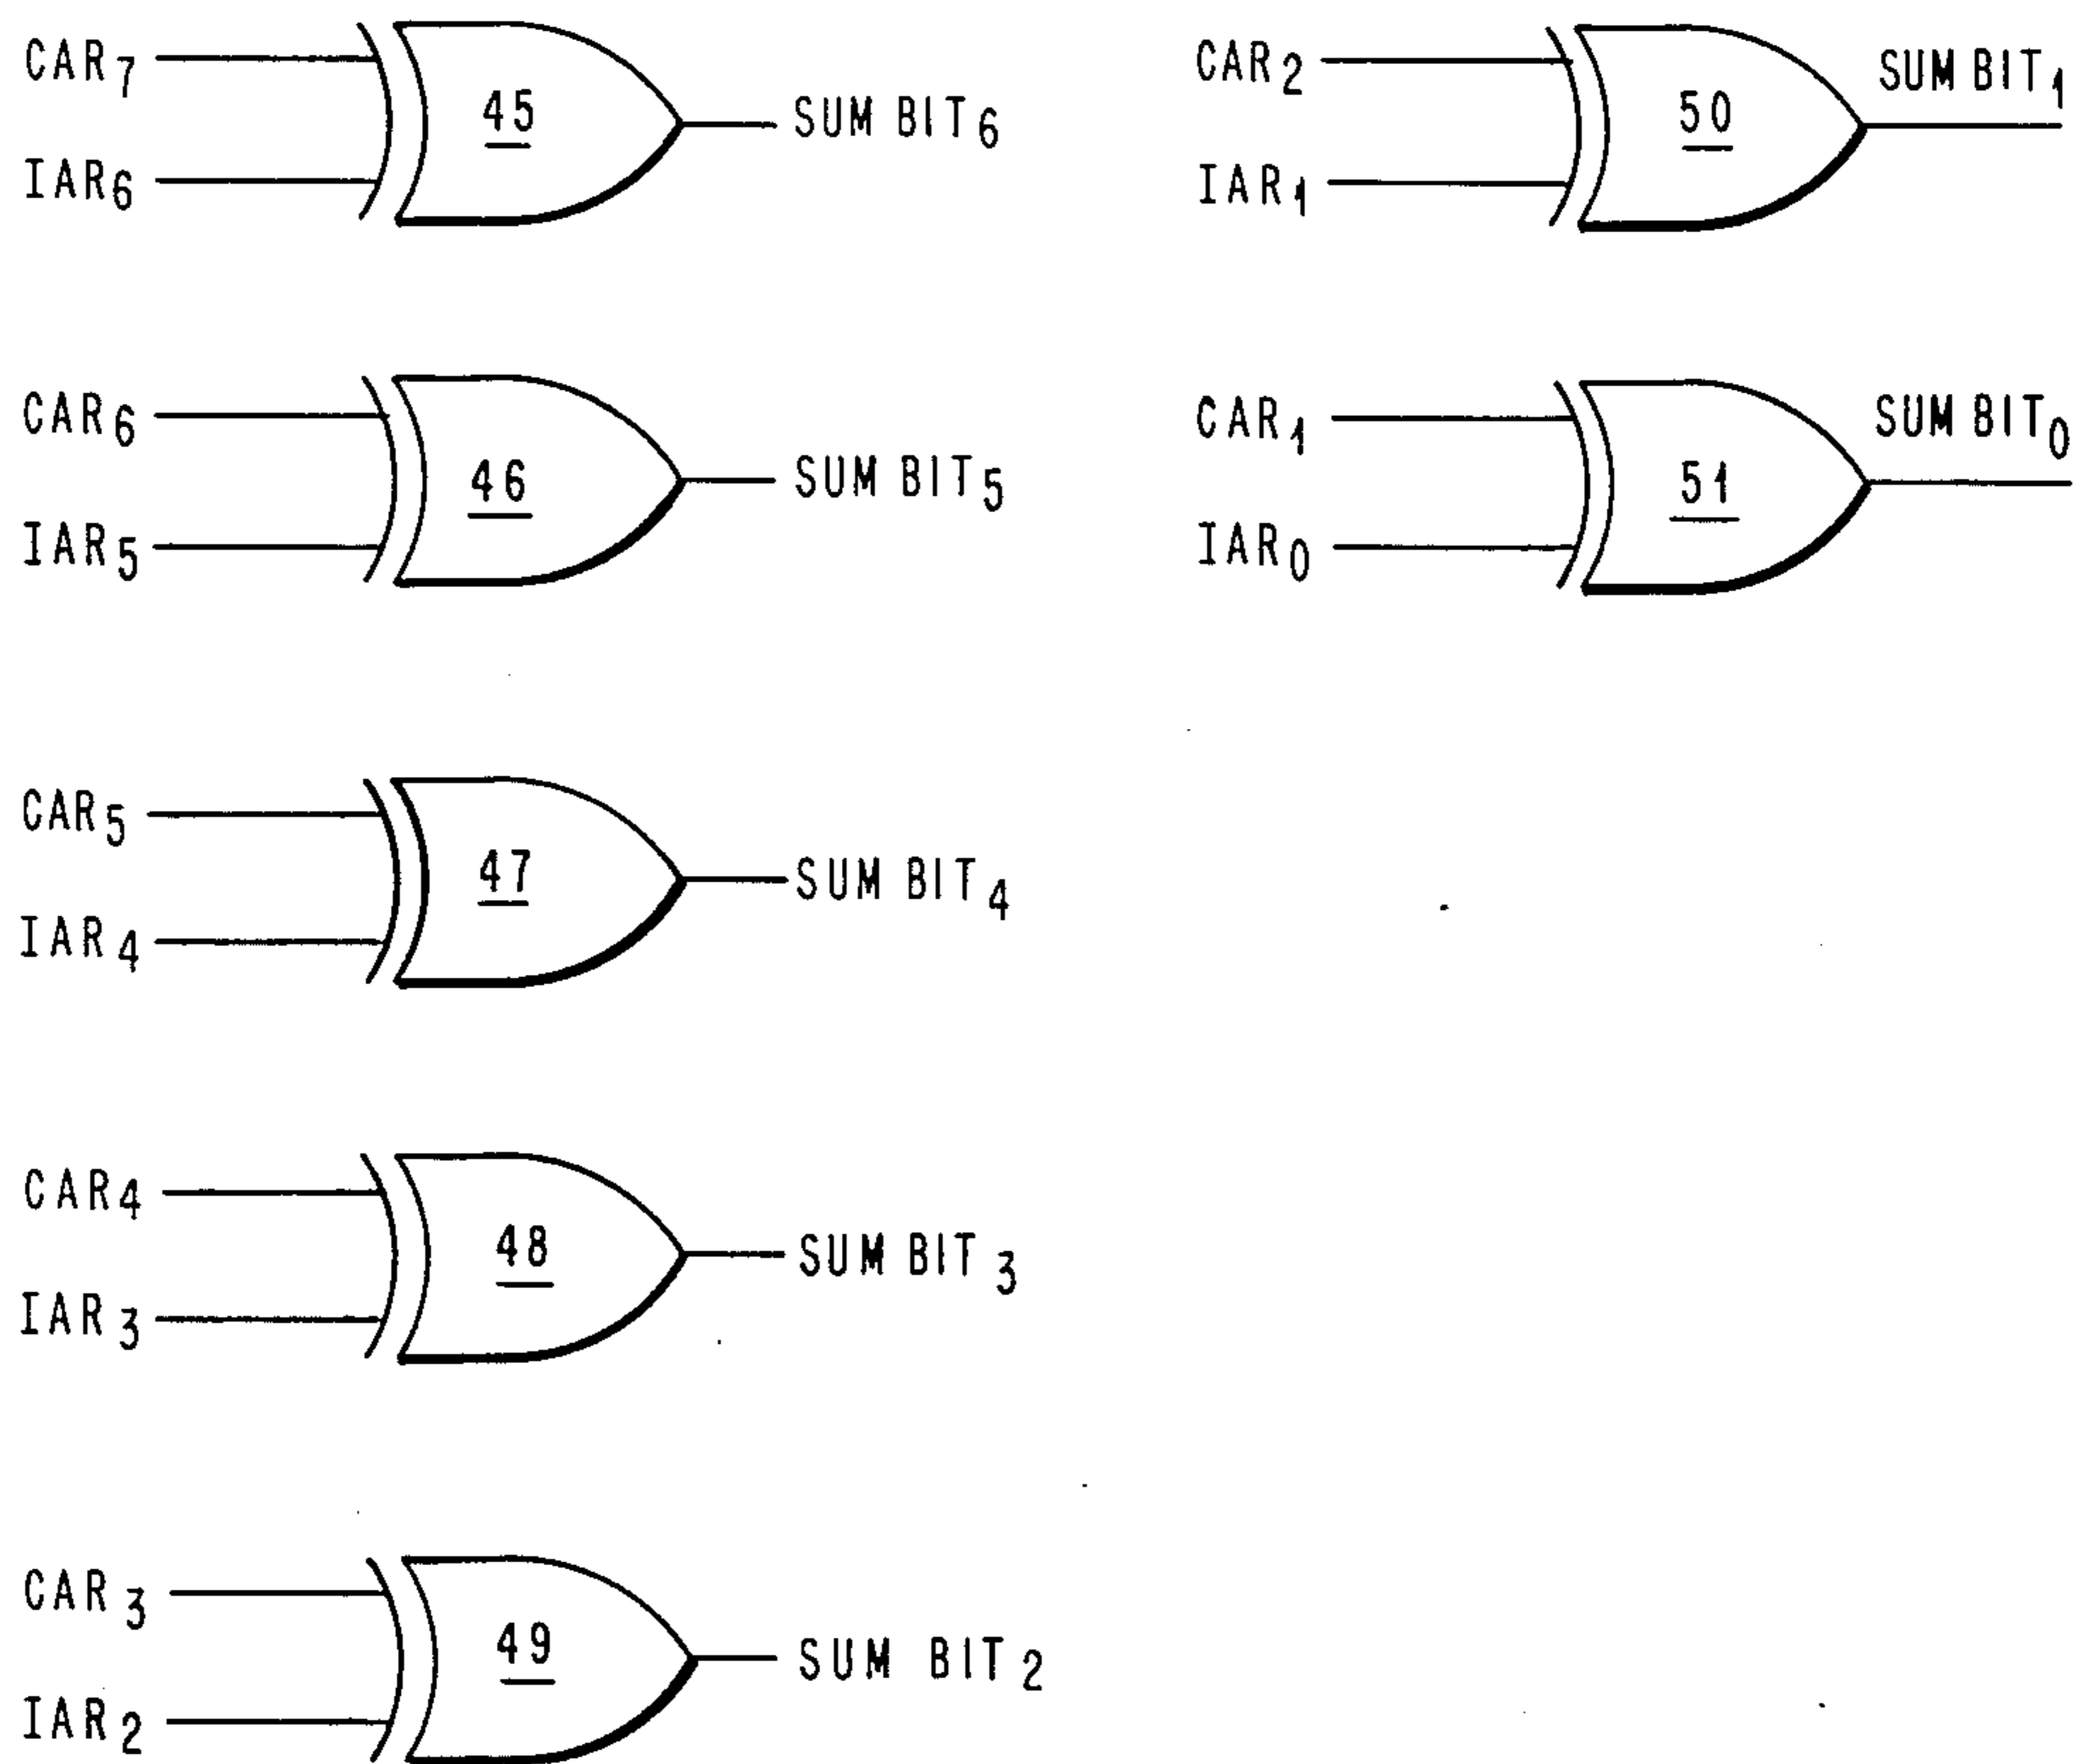 CAR7
45
SUM BIT6
IAR6
CAR6
46
SUM BIT5
IAR5
CAR5
47
SUM BIT4
IAR4
CAR4
48
SUM BIT3
IAR3
CAR3
49
SUM BIT2
IAR2
CAR2
50
SUM BIT1
IAR1
CAR1
51
SUM BIT0
IAR0